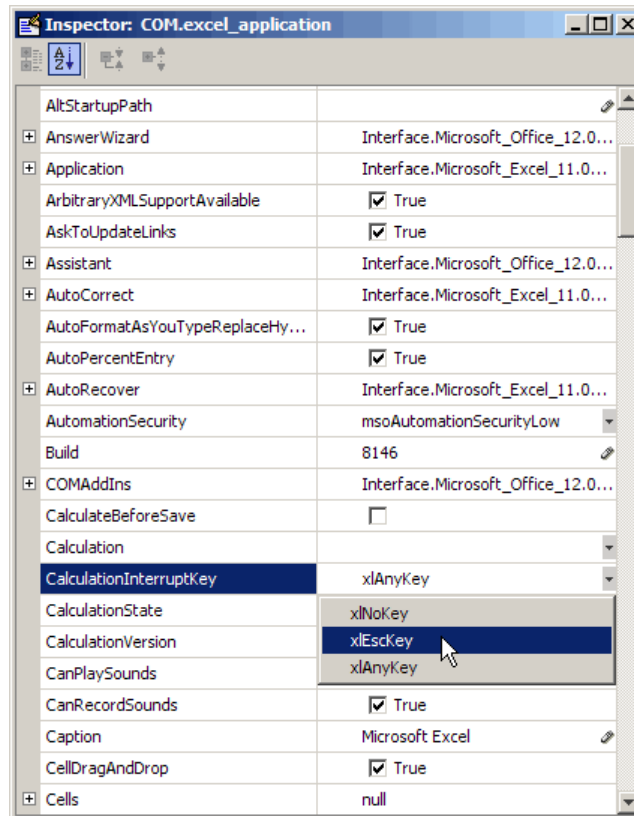 Inspector: COM.excel_application
AltStartupPath
AnswerWizard Interface.Microsoft_Office_12.0...
Application Interface.Microsoft_Excel_11.0...
ArbitraryXMLSupportAvailable True
AskToUpdateLinks True
Assistant Interface.Microsoft_Office_12.0...
AutoCorrect Interface.Microsoft_Excel_11.0...
AutoFormatAsYouTypeReplaceHy... True
AutoPercentEntry True
AutoRecover Interface.Microsoft_Excel_11.0...
AutomationSecurity msoAutomationSecurityLow
Build 8146
COMAddIns Interface.Microsoft_Office_12.0...
CalculateBeforeSave
Calculation
CalculationInterruptKey xlAnyKey
CalculationState xlNoKey
CalculationVersion xlEscKey
CanPlaySounds xlAnyKey
CanRecordSounds True
Caption Microsoft Excel
CellDragAndDrop True
Cells null